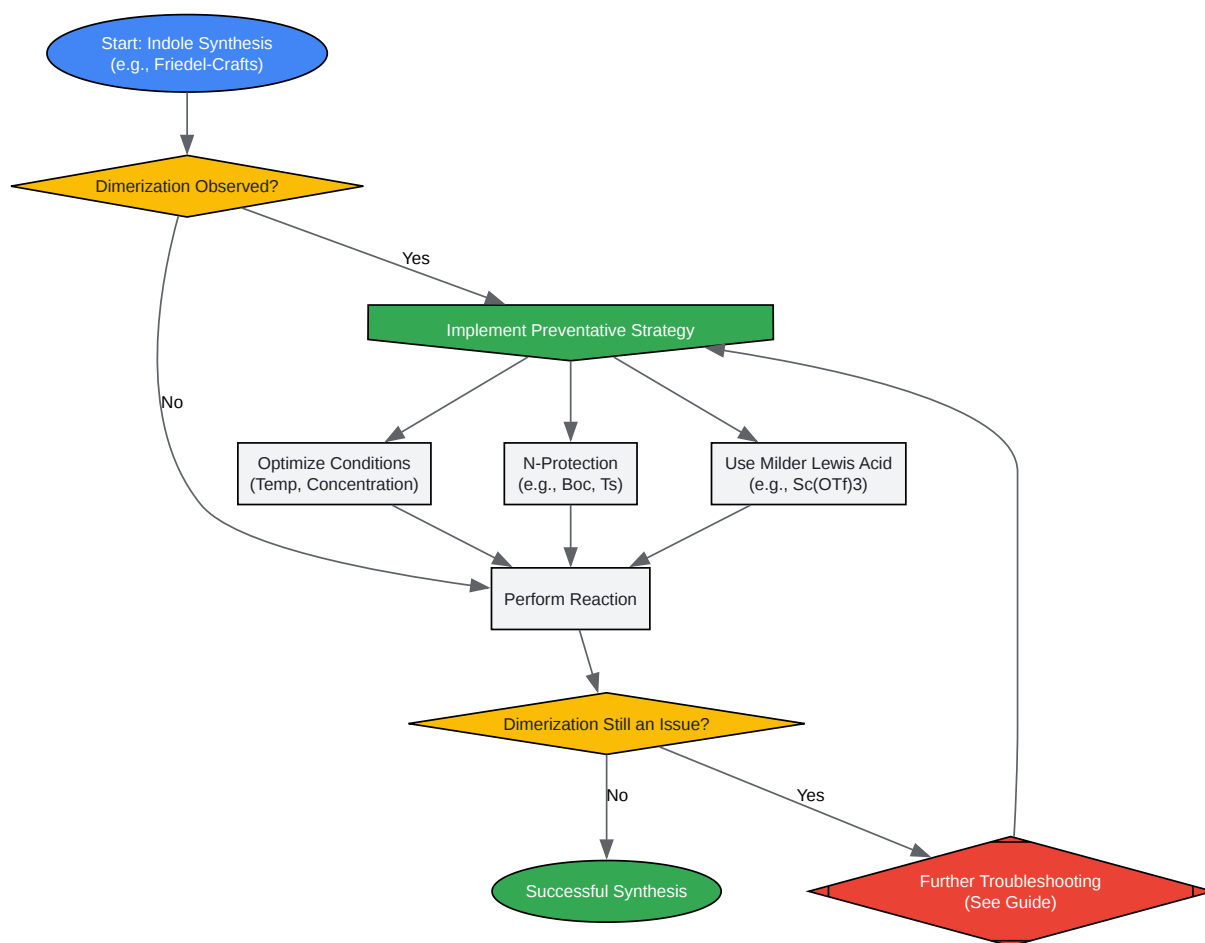 Start: Indole Synthesis
(e.g., Friedel-Crafts)
Dimerization Observed?
Yes
Implement Preventative Strategy
No
Optimize Conditions
(Temp, Concentration)
N-Protection
(e.g., Boc, Ts)
Use Milder Lewis Acid
(e.g., Sc(OTf)3)
Perform Reaction
Dimerization Still an Issue?
No
Yes
Successful Synthesis
Further Troubleshooting
(See Guide)